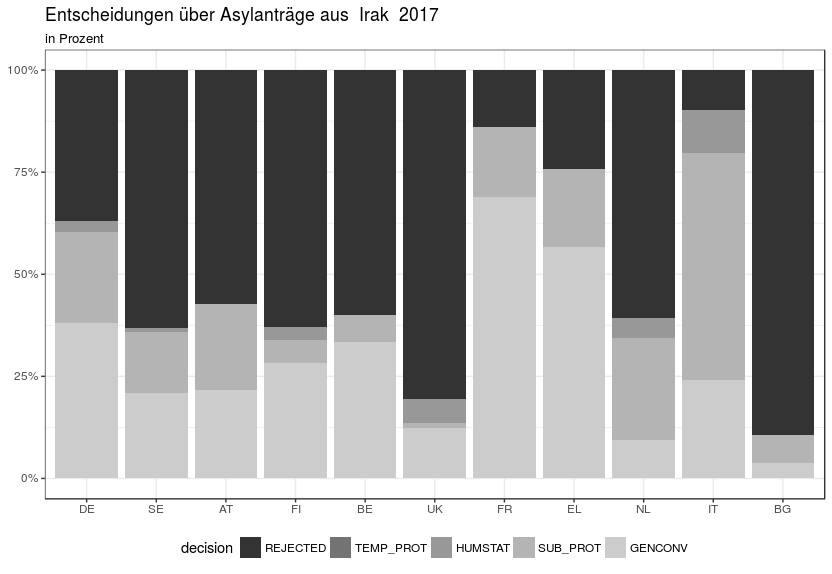 Entscheidungen über Asylanträge aus Irak 2017
in Prozent
100%
75%
50%
25%
0%
DE SE AT FI BE UK FR EL NL IT BG
decision REJECTED TEMP_PROT HUMSTAT SUB_PROT GENCONV